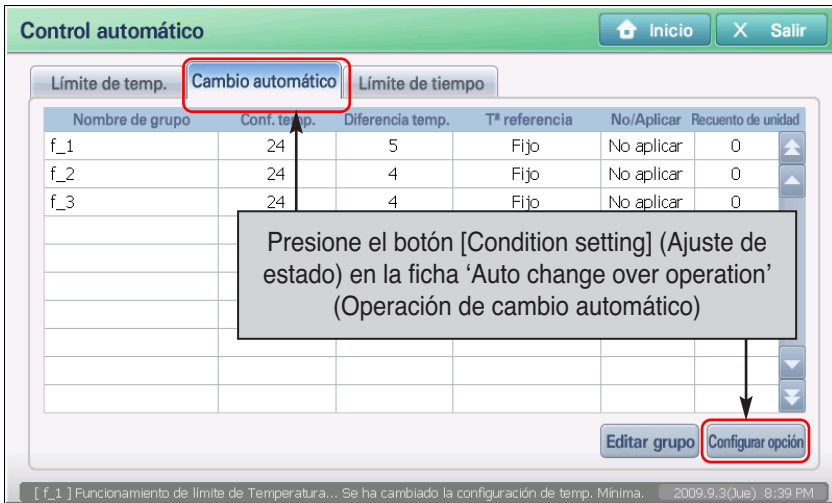 Control automático
Inicio
X Salir
Límite de temp.
Cambio automático
Límite de tiempo
Nombre de grupo Conf. temp. Diferencia temp. Tª referencia No/Aplicar Recuento de unidad
f_1 24 5 Fijo No aplicar 0
f_2 24 4 Fijo No aplicar 0
f_3 24 4 Fijo No aplicar 0
Presione el botón [Condition setting] (Ajuste de
estado) en la ficha ‘Auto change over operation’
(Operación de cambio automático)
Editar grupo
Configurar opción
[ f_1 ] Funcionamiento de límite de Temperatura... Se ha cambiado la configuración de temp. Mínima. 2009.9.3(Jue) 8:39 PM